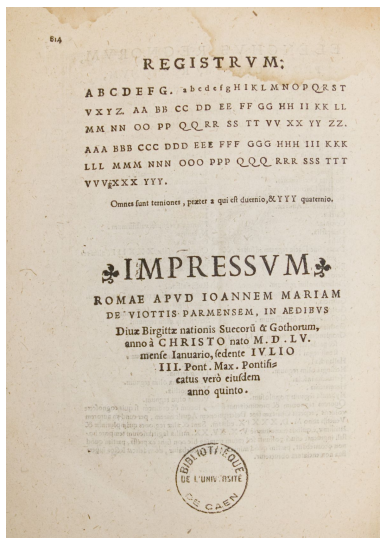 814
REGISTRVM:
ABCDEFG. abcdefgHIKLMNOPQRST
VXYZ. AA BB CC DD EE FF GG HH II KK LL
MM NN OO PP QQ RR SS TT VV XX YY ZZ.
AAA BBB CCC DDD EEE FFF GGG HHH III KKK
LLL MMM NNN OOO PPP QQQ RRR SSS TTT
VVV XXX YYY.
Omnes sunt terniones, præter a qui est duernio, & YYY quaternio.
IMPRESSVM
ROMAE APVD IOANNEM MARIAM
DE VIOTTIS PARMENSEM, IN AEDIBVS
Diuæ Birgittæ nationis Suecorũ & Gothorum,
anno à CHRISTO nato M.D.LV.
mense Ianuario, sedente IVLIO
III. Pont. Max. Pontifi-
catus verò eiusdem
anno quinto.
BIBLIOTHEQUE
DE L'UNIVERSITÉ
DE CAEN